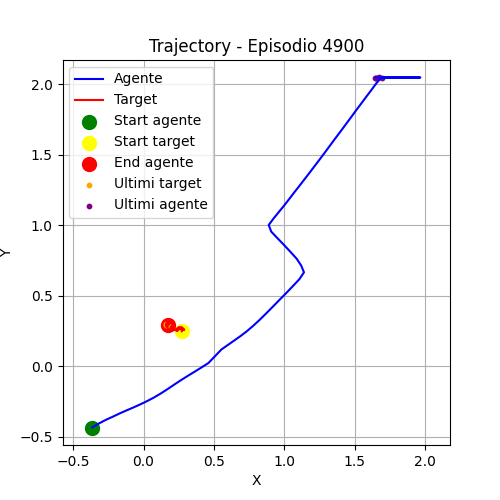 Trajectory - Episodio 4900
Agente
Target
Start agente
Start target
End agente
Ultimi target
Ultimi agente
2.0
1.5
1.0
0.5
0.0
−0.5
Y
−0.5
0.0
0.5
1.0
1.5
2.0
X